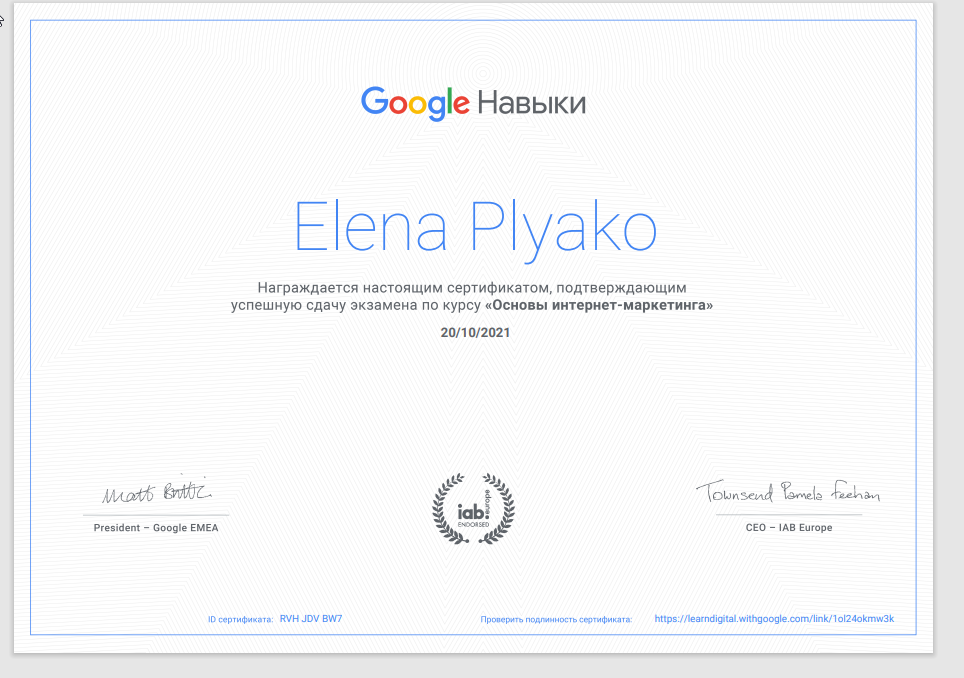 Google Навыки
Elena Plyako
Награждается настоящим сертификатом, подтверждающим
успешную сдачу экзамена по курсу «Основы интернет-маркетинга»
20/10/2021
Matt Brittin
President – Google EMEA
iab europe
ENDORSED
Townsend Pamela Feehan
CEO – IAB Europe
ID сертификата: RVH JDV BW7
Проверить подлинность сертификата: https://learndigital.withgoogle.com/link/1ol24okmw3k